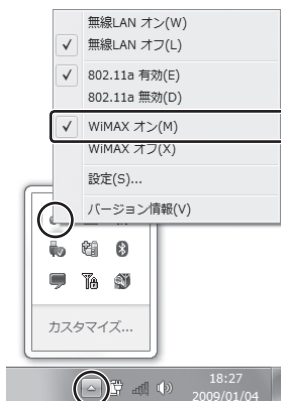 無線LAN オン(W)
無線LAN オフ(L)
802.11a 有効(E)
802.11a 無効(D)
WiMAX オン(M)
WiMAX オフ(X)
設定(S)...
バージョン情報(V)
カスタマイズ...
18:27
2009/01/04